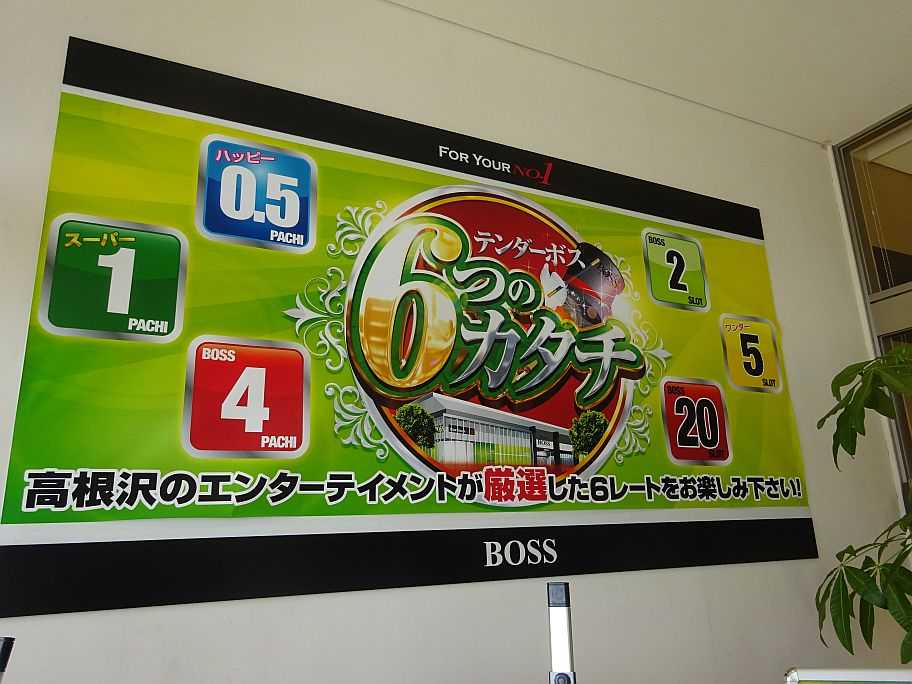 FOR YOUR NO.1
ハッピー
0.5
PACHI
スーパー
1
PACHI
BOSS
4
PACHI
テンダーボス
6つの
カタチ
BOSS
2
SLOT
ワンダー
5
SLOT
BOSS
20
SLOT
BOSS
高根沢のエンターテイメントが厳選した6レートをお楽しみ下さい!
BOSS